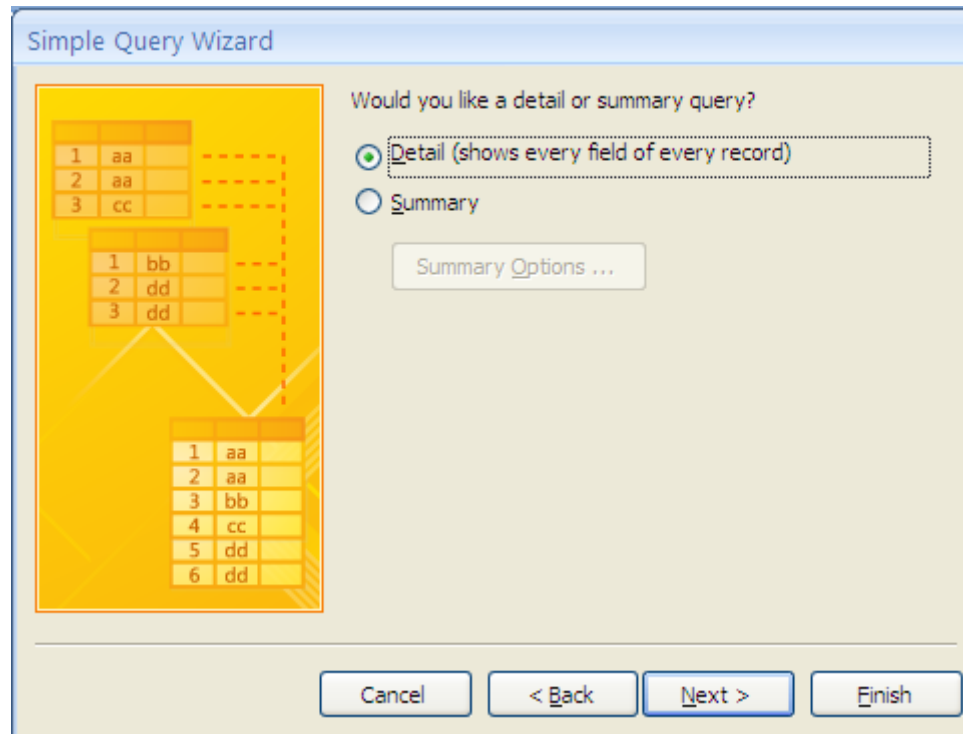 Simple Query Wizard
Would you like a detail or summary query?
Detail (shows every field of every record)
Summary
Summary Options ...
1 aa
2 aa
3 cc
1 bb
2 dd
3 dd
1 aa
2 aa
3 bb
4 cc
5 dd
6 dd
Cancel
< Back
Next >
Finish